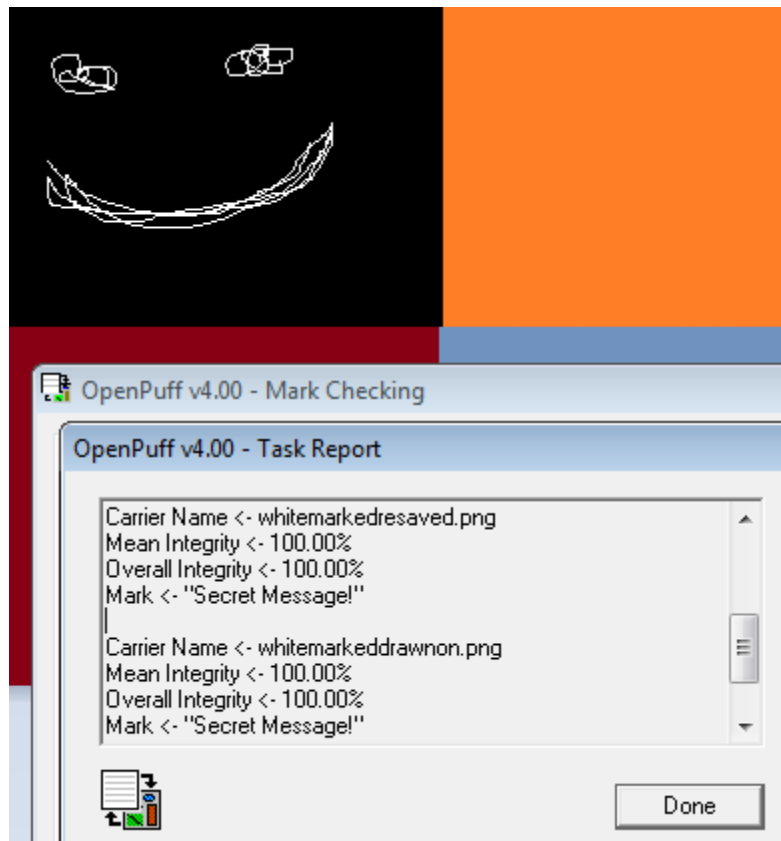 OpenPuff v4.00 - Mark Checking
OpenPuff v4.00 - Task Report
Carrier Name <- whitemarkedresaved.png
Mean Integrity <- 100.00%
Overall Integrity <- 100.00%
Mark <- "Secret Message!"
Carrier Name <- whitemarkeddrawnon.png
Mean Integrity <- 100.00%
Overall Integrity <- 100.00%
Mark <- "Secret Message!"
Done